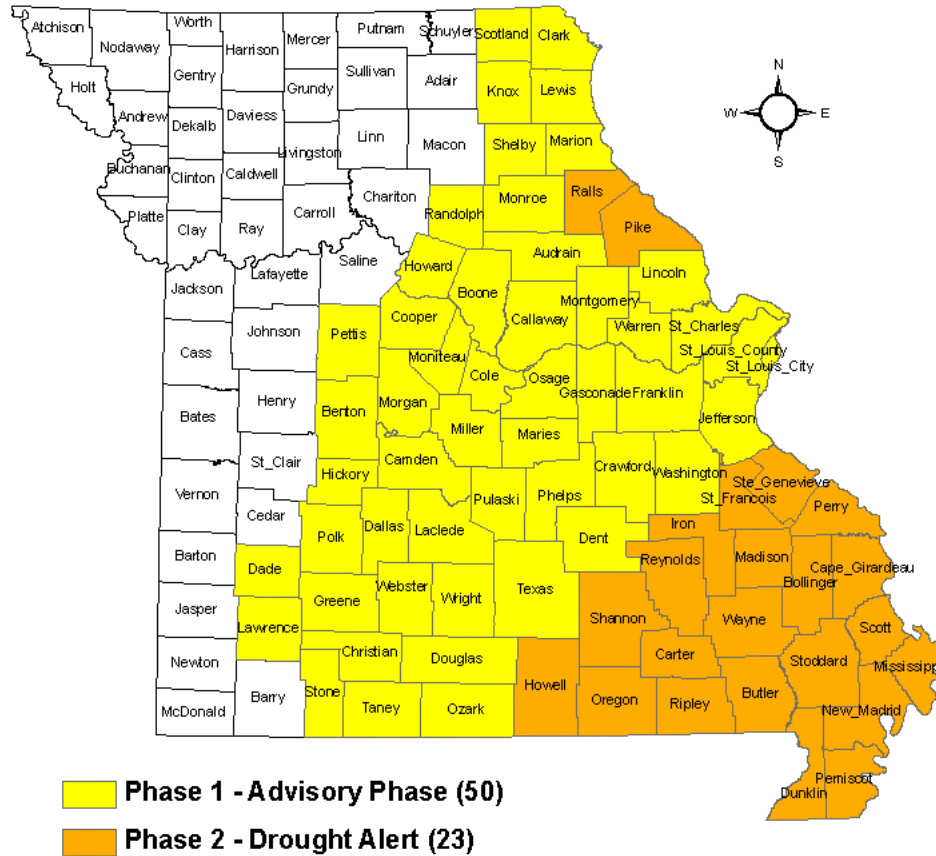 Atchison
Nodaway
Worth
Harrison
Mercer
Putnam
Schuyler
Scotland
Clark
Holt
Gentry
Grundy
Sullivan
Adair
Knox
Lewis
Andrew
Dekalb
Daviess
Livingston
Linn
Macon
Shelby
Marion
Buchanan
Clinton
Caldwell
Chariton
Randolph
Monroe
Ralls
Platte
Clay
Ray
Carroll
Pike
Jackson
Lafayette
Saline
Howard
Boone
Audrain
Lincoln
Cass
Johnson
Pettis
Cooper
Callaway
Montgomery
Warren
St_Charles
Moniteau
Cole
Osage
Gasconade
Franklin
St_Louis_County
St_Louis_City
Bates
Henry
Benton
Morgan
Miller
Maries
Jefferson
Vernon
St_Clair
Hickory
Camden
Pulaski
Phelps
Crawford
Washington
St_Francois
Ste_Genevieve
Perry
Cedar
Polk
Dallas
Laclede
Dent
Iron
Barton
Dade
Reynolds
Madison
Bollinger
Cape_Girardeau
Jasper
Lawrence
Greene
Webster
Wright
Texas
Shannon
Wayne
Scott
Newton
Christian
Douglas
Carter
Stoddard
Mississippi
McDonald
Barry
Stone
Taney
Ozark
Howell
Oregon
Ripley
Butler
New_Madrid
Dunklin
Pemiscot
N
W
E
S
Phase 1 - Advisory Phase (50)
Phase 2 - Drought Alert (23)